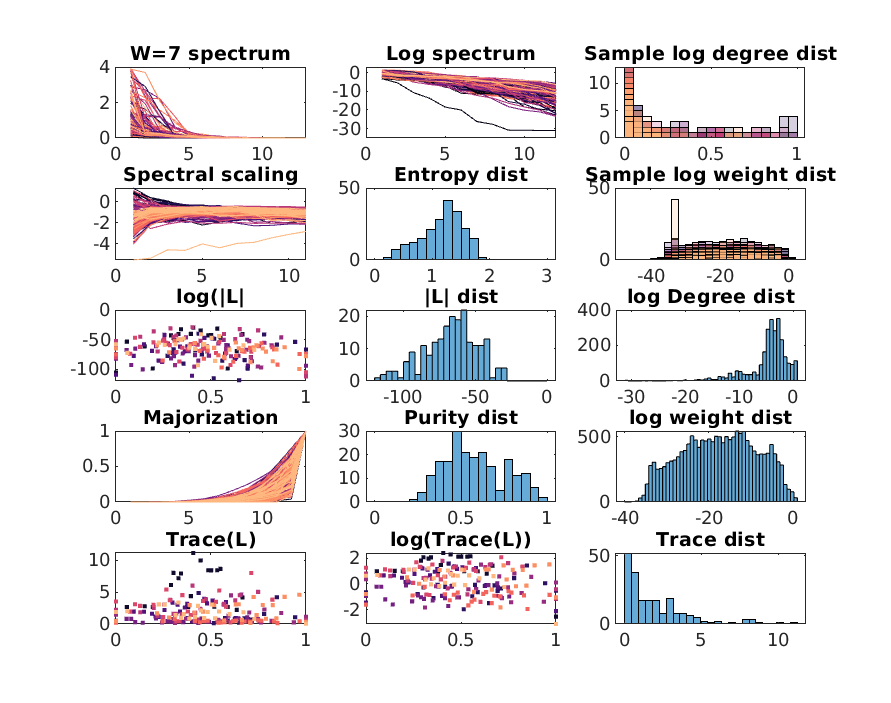 W=7 spectrum
4
2
0
0 5 10
Log spectrum
0
-10
-20
-30
0 5 10
Sample log degree dist
10
5
0
0 0.5 1
Spectral scaling
0
-2
-4
5 10
Entropy dist
50
0
0 1 2 3
Sample log weight dist
50
0
-40 -20 0
log(|L|
0
-50
-100
0 0.5 1
|L| dist
20
10
0
-100 -50 0
log Degree dist
400
200
0
-30 -20 -10 0
Majorization
1
0.5
0
0 5 10
Purity dist
30
20
10
0
0 0.5 1
log weight dist
500
0
-40 -20 0
Trace(L)
10
5
0
0 0.5 1
log(Trace(L))
2
0
-2
0 0.5 1
Trace dist
50
0
0 5 10